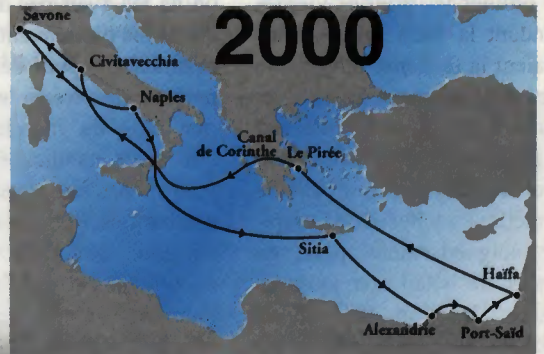 Savone
2000
Civitavecchia
Naples
Canal
de Corinthe
Le Pirée
Sitia
Haïfa
Alexandrie
Port-Saïd